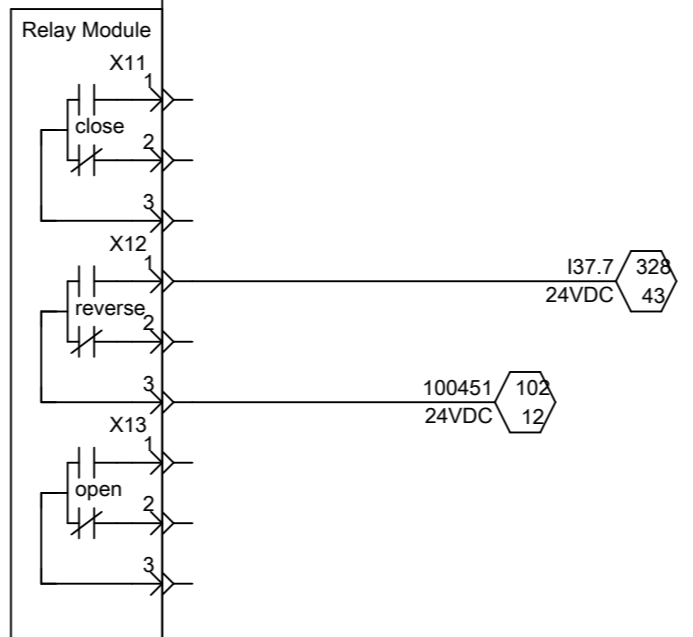 Relay Module
X11
1
close
2
3
X12
1
I37.7 328
reverse
24VDC 43
2
3
100451 102
24VDC 12
X13
1
open
2
3